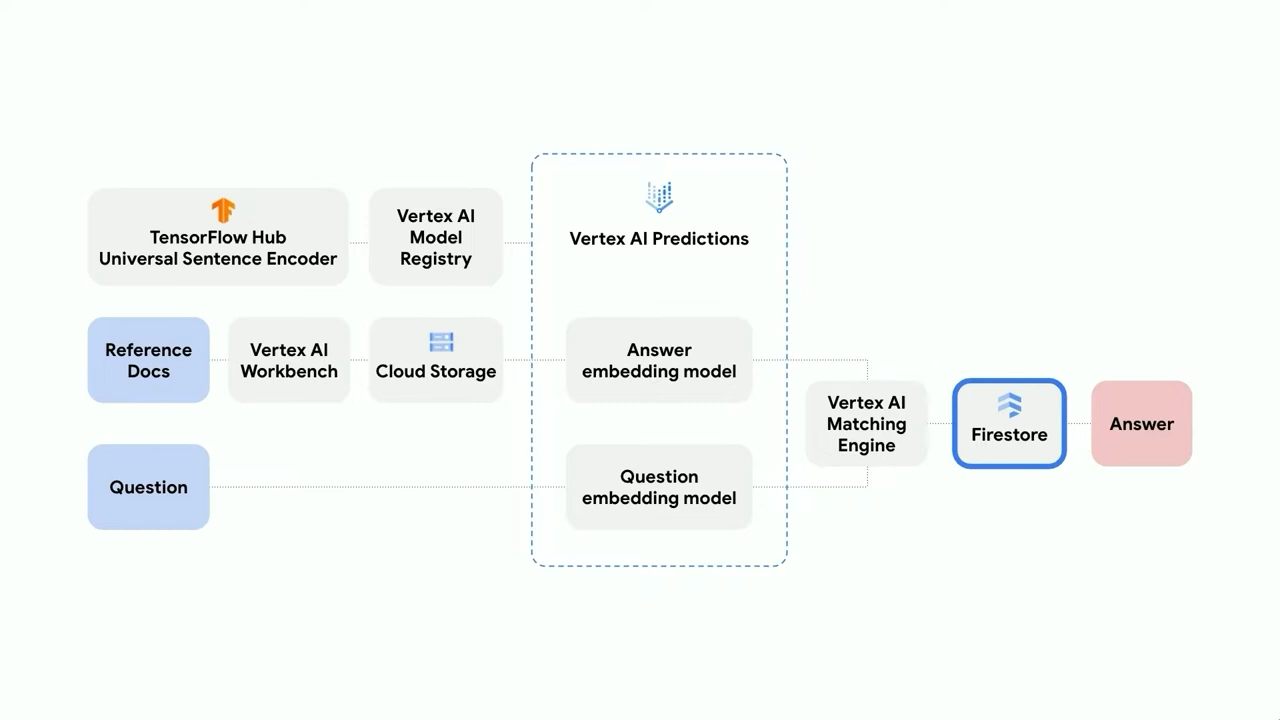 TensorFlow Hub
Universal Sentence Encoder
Vertex AI
Model
Registry
Vertex AI Predictions
Reference
Docs
Vertex AI
Workbench
Cloud Storage
Answer
embedding model
Vertex AI
Matching
Engine
Firestore
Answer
Question
Question
embedding model